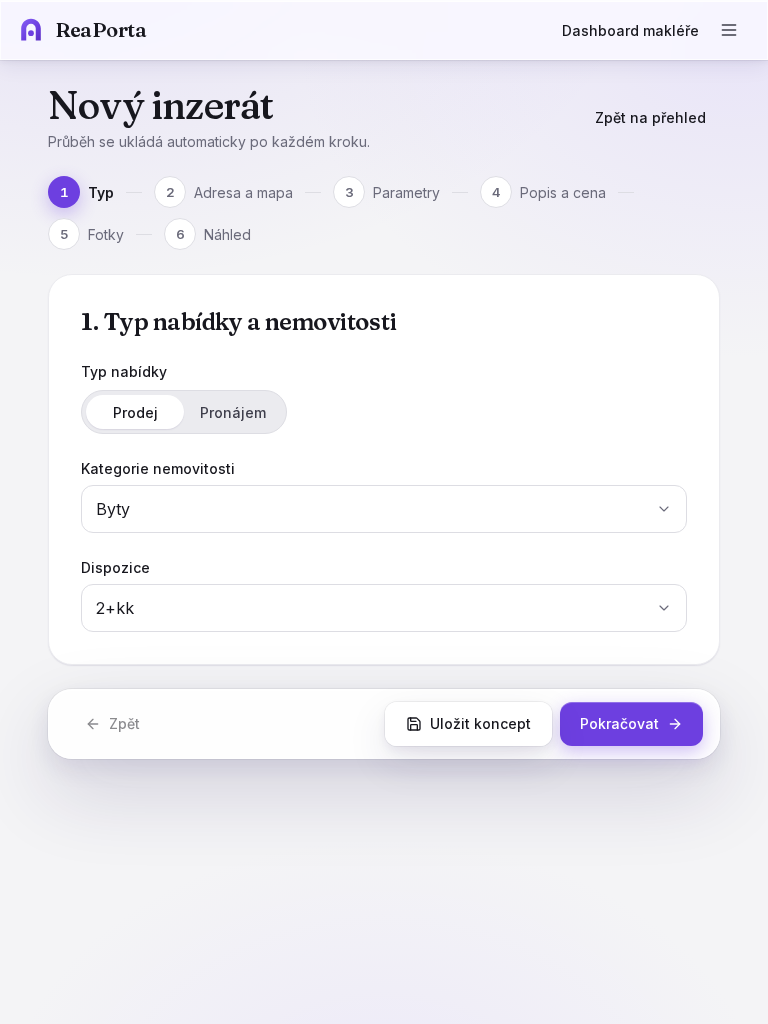 ReaPorta
Dashboard makléře
Nový inzerát
Zpět na přehled
Průběh se ukládá automaticky po každém kroku.
1 Typ 2 Adresa a mapa 3 Parametry 4 Popis a cena
5 Fotky 6 Náhled
1. Typ nabídky a nemovitosti
Typ nabídky
Prodej Pronájem
Kategorie nemovitosti
Byty
Dispozice
2+kk
Zpět Uložit koncept Pokračovat